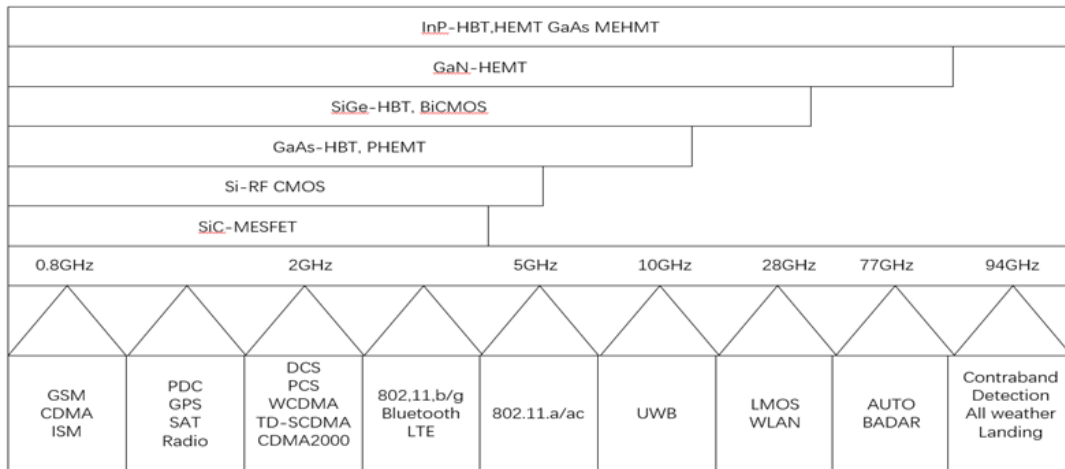 InP-HBT,HEMT GaAs MEHMT
GaN-HEMT
SiGe-HBT, BiCMOS
GaAs-HBT, PHEMT
Si-RF CMOS
SiC-MESFET
0.8GHz 2GHz 5GHz 10GHz 28GHz 77GHz 94GHz
GSM
CDMA
ISM
PDC
GPS
SAT
Radio
DCS
PCS
WCDMA
TD-SCDMA
CDMA2000
802,11,b/g
Bluetooth
LTE
802.11.a/ac
UWB
LMOS
WLAN
AUTO
BADAR
Contraband
Detection
All weather
Landing